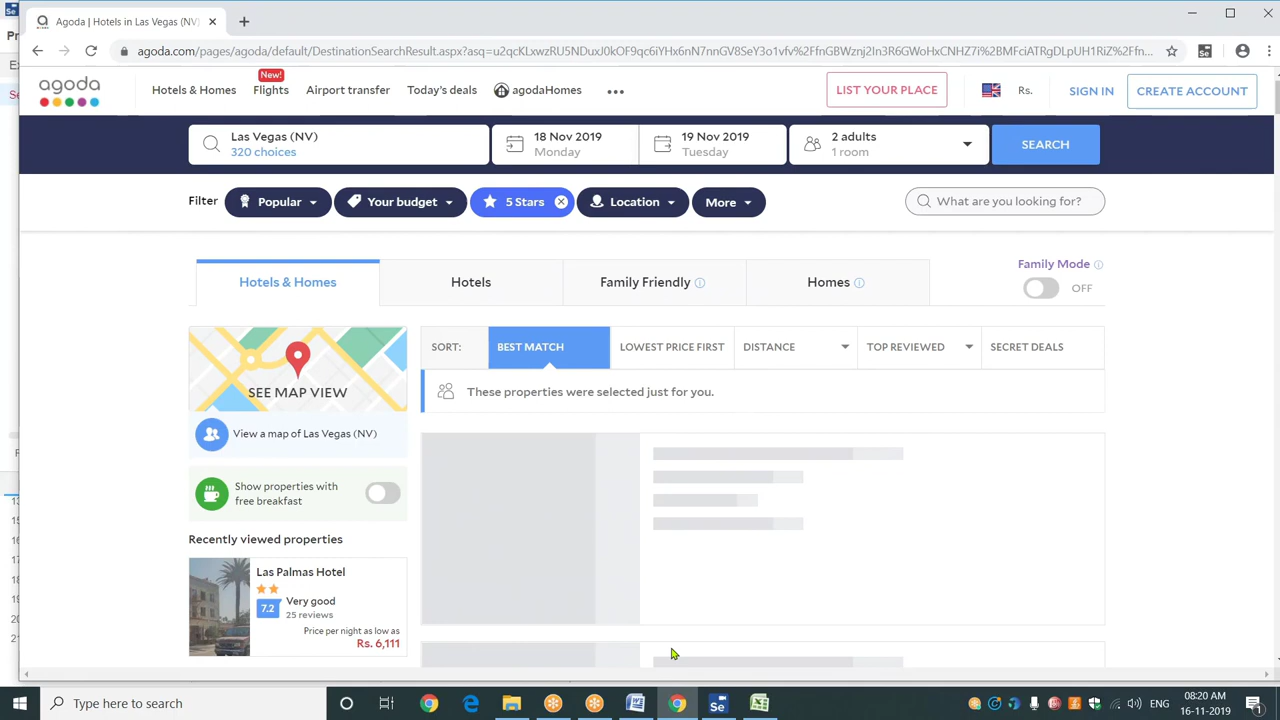 Agoda | Hotels in Las Vegas (NV)
agoda.com/pages/agoda/default/DestinationSearchResult.aspx?asq=
agoda
Hotels & Homes
New!
Flights
Airport transfer
Today's deals
agodaHomes
LIST YOUR PLACE
Rs.
SIGN IN
CREATE ACCOUNT
Las Vegas (NV)
320 choices
18 Nov 2019
Monday
19 Nov 2019
Tuesday
2 adults
1 room
SEARCH
Filter
Popular
Your budget
5 Stars
Location
More
What are you looking for?
Hotels & Homes
Hotels
Family Friendly
Homes
Family Mode
OFF
SEE MAP VIEW
View a map of Las Vegas (NV)
Show properties with
free breakfast
Recently viewed properties
Las Palmas Hotel
7.2
Very good
25 reviews
Price per night as low as
Rs. 6,111
SORT:
BEST MATCH
LOWEST PRICE FIRST
DISTANCE
TOP REVIEWED
SECRET DEALS
These properties were selected just for you.
Type here to search
ENG
08:20 AM
16-11-2019